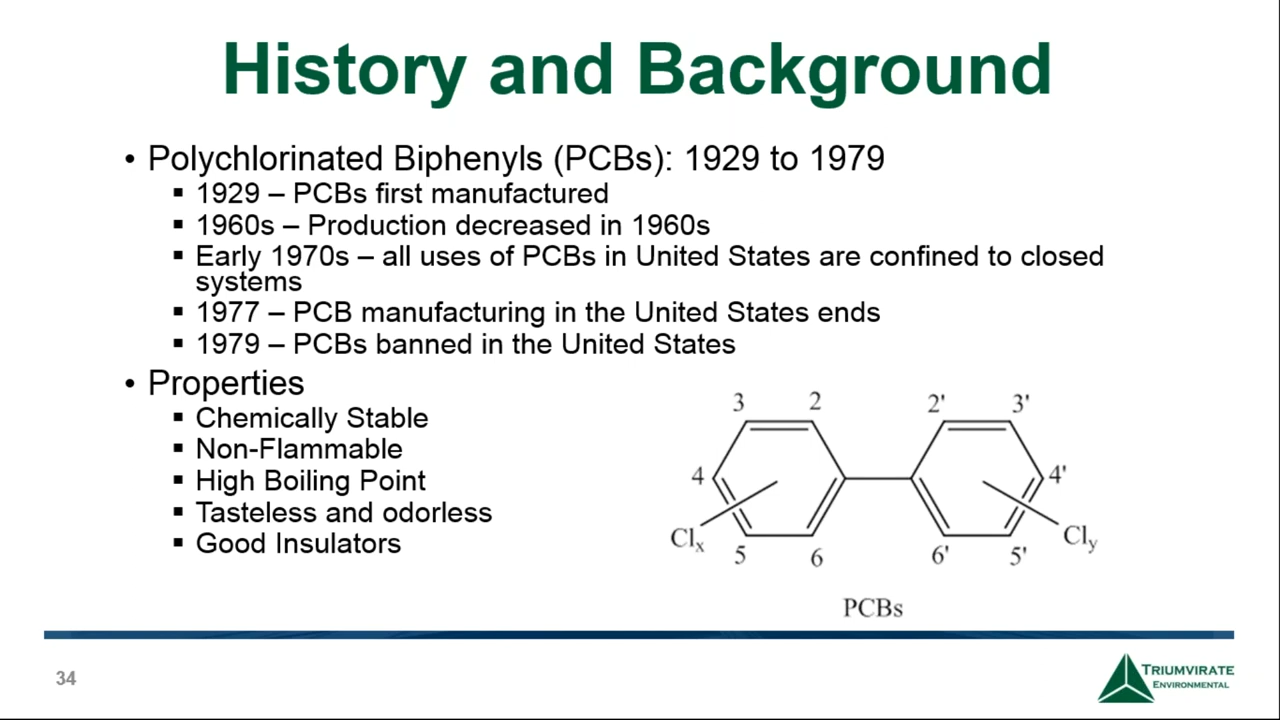 History and Background
• Polychlorinated Biphenyls (PCBs): 1929 to 1979
▪ 1929 – PCBs first manufactured
▪ 1960s – Production decreased in 1960s
▪ Early 1970s – all uses of PCBs in United States are confined to closed
systems
▪ 1977 – PCB manufacturing in the United States ends
▪ 1979 – PCBs banned in the United States
• Properties
▪ Chemically Stable
▪ Non-Flammable
▪ High Boiling Point
▪ Tasteless and odorless
▪ Good Insulators
3 2 2' 3'
4 4'
Clx Cly
5 6 6' 5'
PCBs
34
TRIUMVIRATE
ENVIRONMENTAL